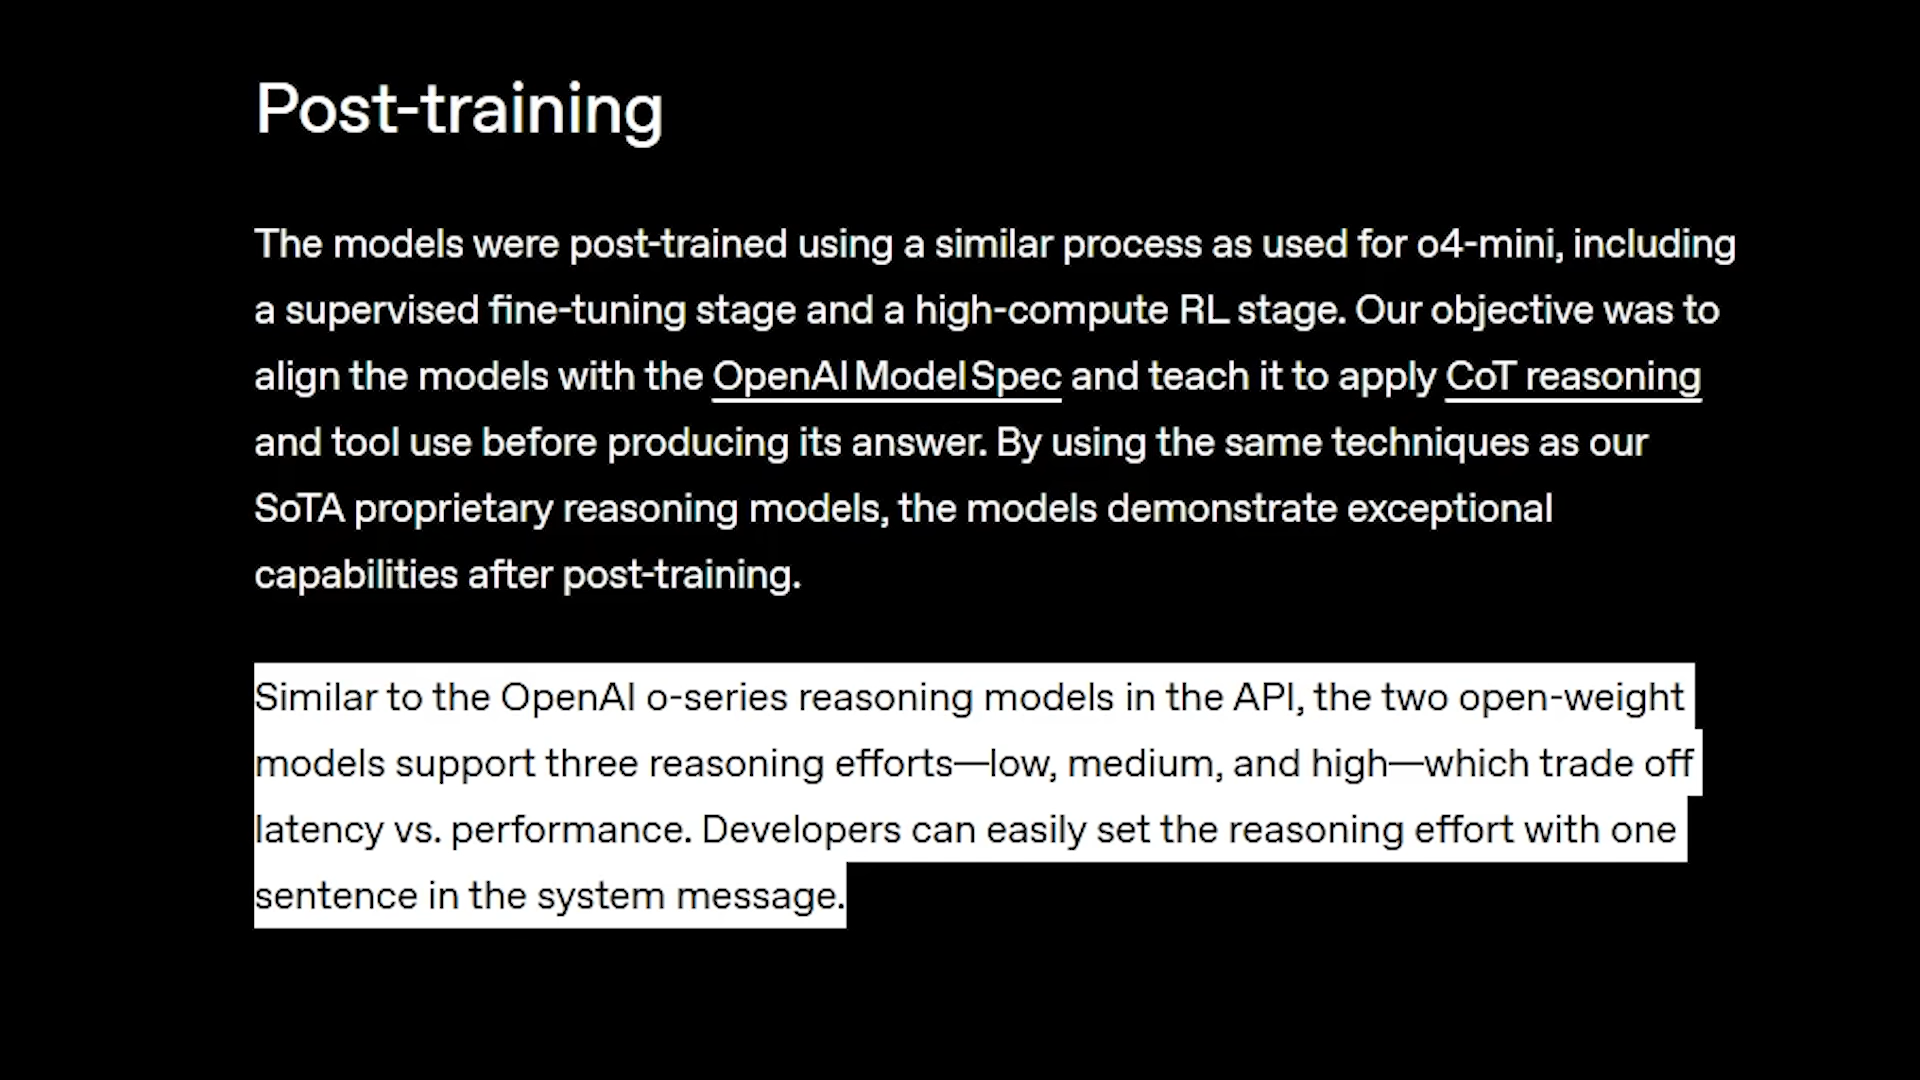 Post-training
The models were post-trained using a similar process as used for o4-mini, including
a supervised fine-tuning stage and a high-compute RL stage. Our objective was to
align the models with the OpenAI Model Spec and teach it to apply CoT reasoning
and tool use before producing its answer. By using the same techniques as our
SoTA proprietary reasoning models, the models demonstrate exceptional
capabilities after post-training.
Similar to the OpenAI o-series reasoning models in the API, the two open-weight
models support three reasoning efforts—low, medium, and high—which trade off
latency vs. performance. Developers can easily set the reasoning effort with one
sentence in the system message.